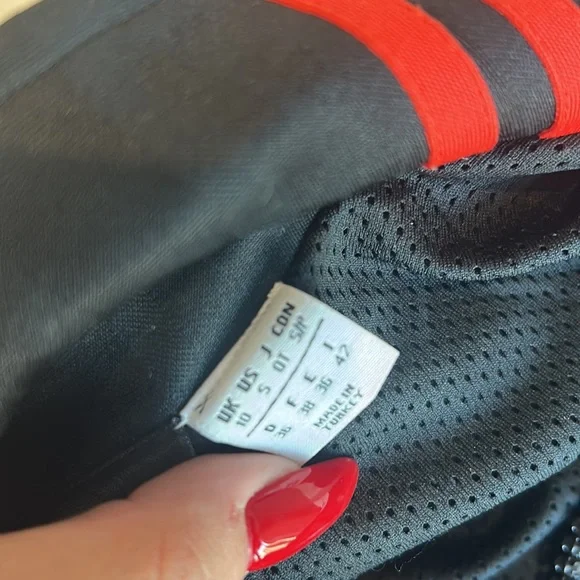 UK US J CON
10 S OT S/P
D F E I
36 38 36 42
MADE IN
TURKEY